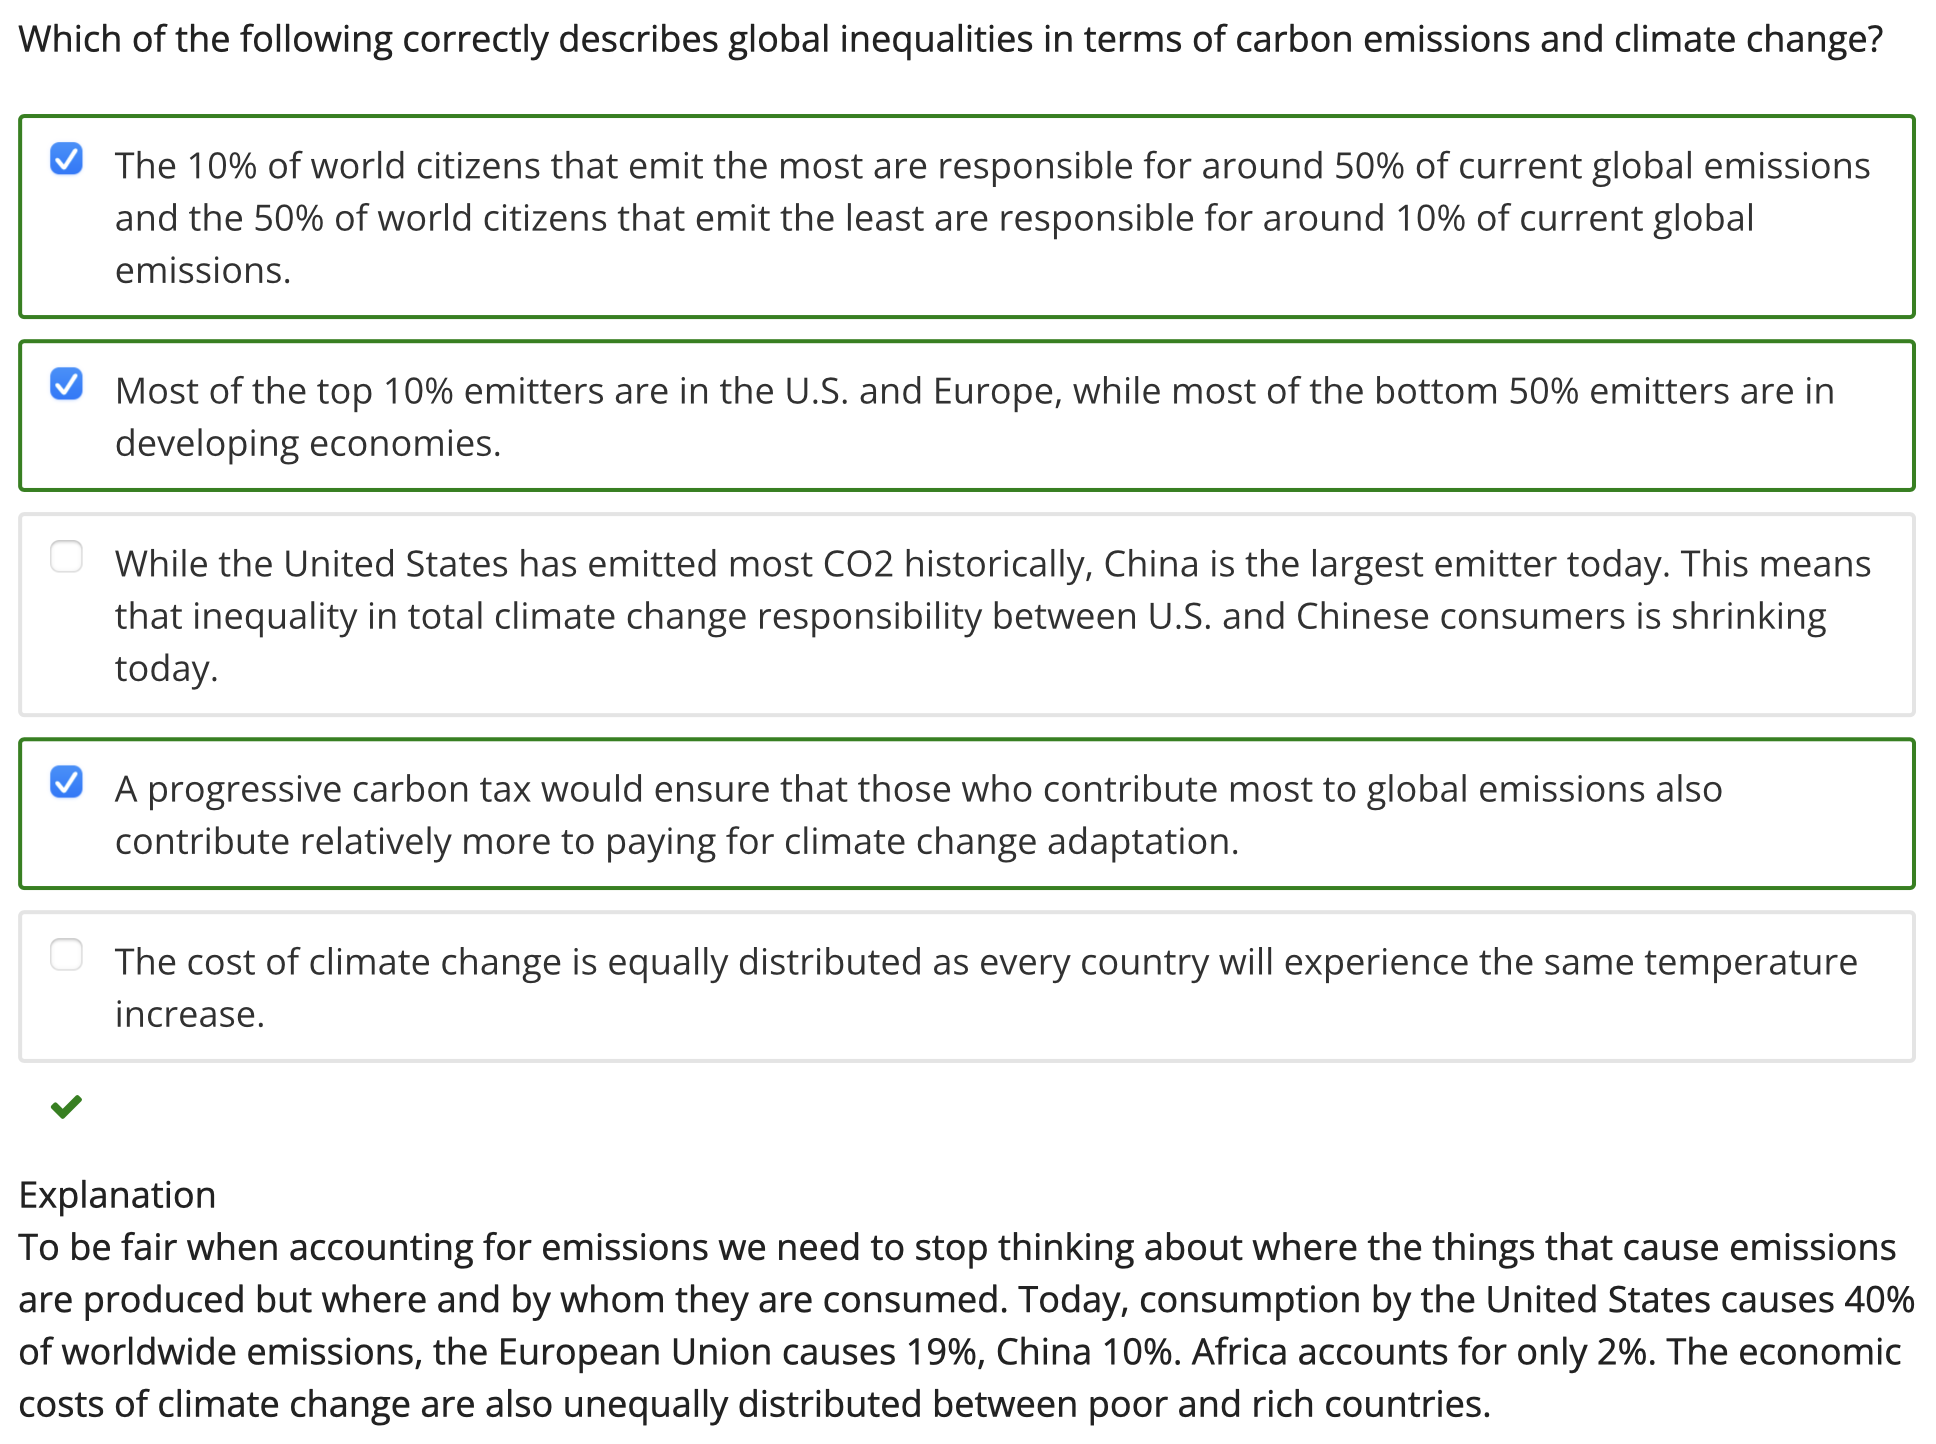 Which of the following correctly describes global inequalities in terms of carbon emissions and climate change?
The 10% of world citizens that emit the most are responsible for around 50% of current global emissions
and the 50% of world citizens that emit the least are responsible for around 10% of current global
emissions.
Most of the top 10% emitters are in the U.S. and Europe, while most of the bottom 50% emitters are in
developing economies.
While the United States has emitted most CO2 historically, China is the largest emitter today. This means
that inequality in total climate change responsibility between U.S. and Chinese consumers is shrinking
today.
A progressive carbon tax would ensure that those who contribute most to global emissions also
contribute relatively more to paying for climate change adaptation.
The cost of climate change is equally distributed as every country will experience the same temperature
increase.
Explanation
To be fair when accounting for emissions we need to stop thinking about where the things that cause emissions
are produced but where and by whom they are consumed. Today, consumption by the United States causes 40%
of worldwide emissions, the European Union causes 19%, China 10%. Africa accounts for only 2%. The economic
costs of climate change are also unequally distributed between poor and rich countries.